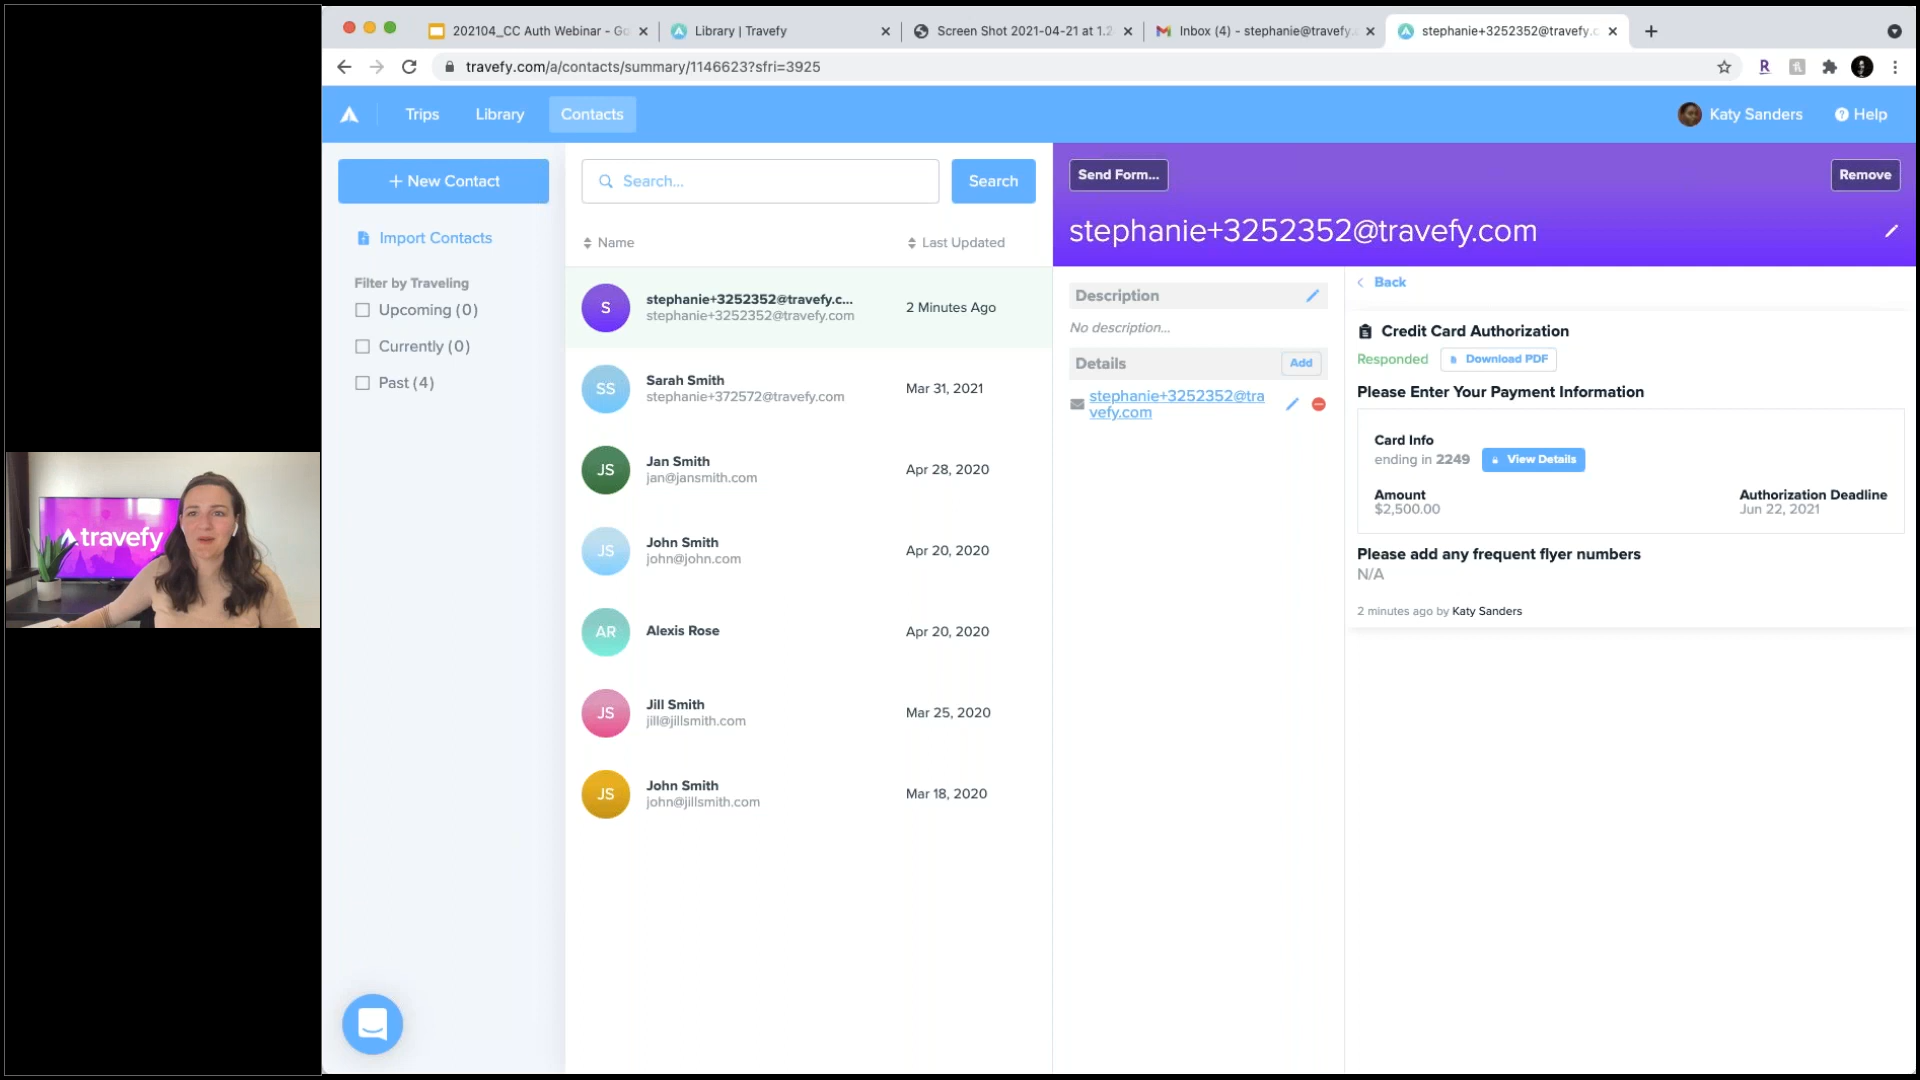 202104_CC Auth Webinar - Go
Library | Travefy
Screen Shot 2021-04-21 at 1.2
Inbox (4) - stephanie@travefy.
stephanie+3252352@travefy.c
travefy.com/a/contacts/summary/1146623?sfri=3925
Trips
Library
Contacts
Katy Sanders
Help
+ New Contact
Import Contacts
Filter by Traveling
Upcoming (0)
Currently (0)
Past (4)
Search...
Search
Name
Last Updated
S
stephanie+3252352@travefy.c...
stephanie+3252352@travefy.com
2 Minutes Ago
SS
Sarah Smith
stephanie+372572@travefy.com
Mar 31, 2021
JS
Jan Smith
jan@jansmith.com
Apr 28, 2020
JS
John Smith
john@john.com
Apr 20, 2020
AR
Alexis Rose
Apr 20, 2020
JS
Jill Smith
jill@jillsmith.com
Mar 25, 2020
JS
John Smith
john@jillsmith.com
Mar 18, 2020
Send Form...
Remove
stephanie+3252352@travefy.com
Description
No description...
Details
Add
stephanie+3252352@tra
vefy.com
Back
Credit Card Authorization
Responded
Download PDF
Please Enter Your Payment Information
Card Info
ending in 2249
View Details
Amount
$2,500.00
Authorization Deadline
Jun 22, 2021
Please add any frequent flyer numbers
N/A
2 minutes ago by Katy Sanders
travefy